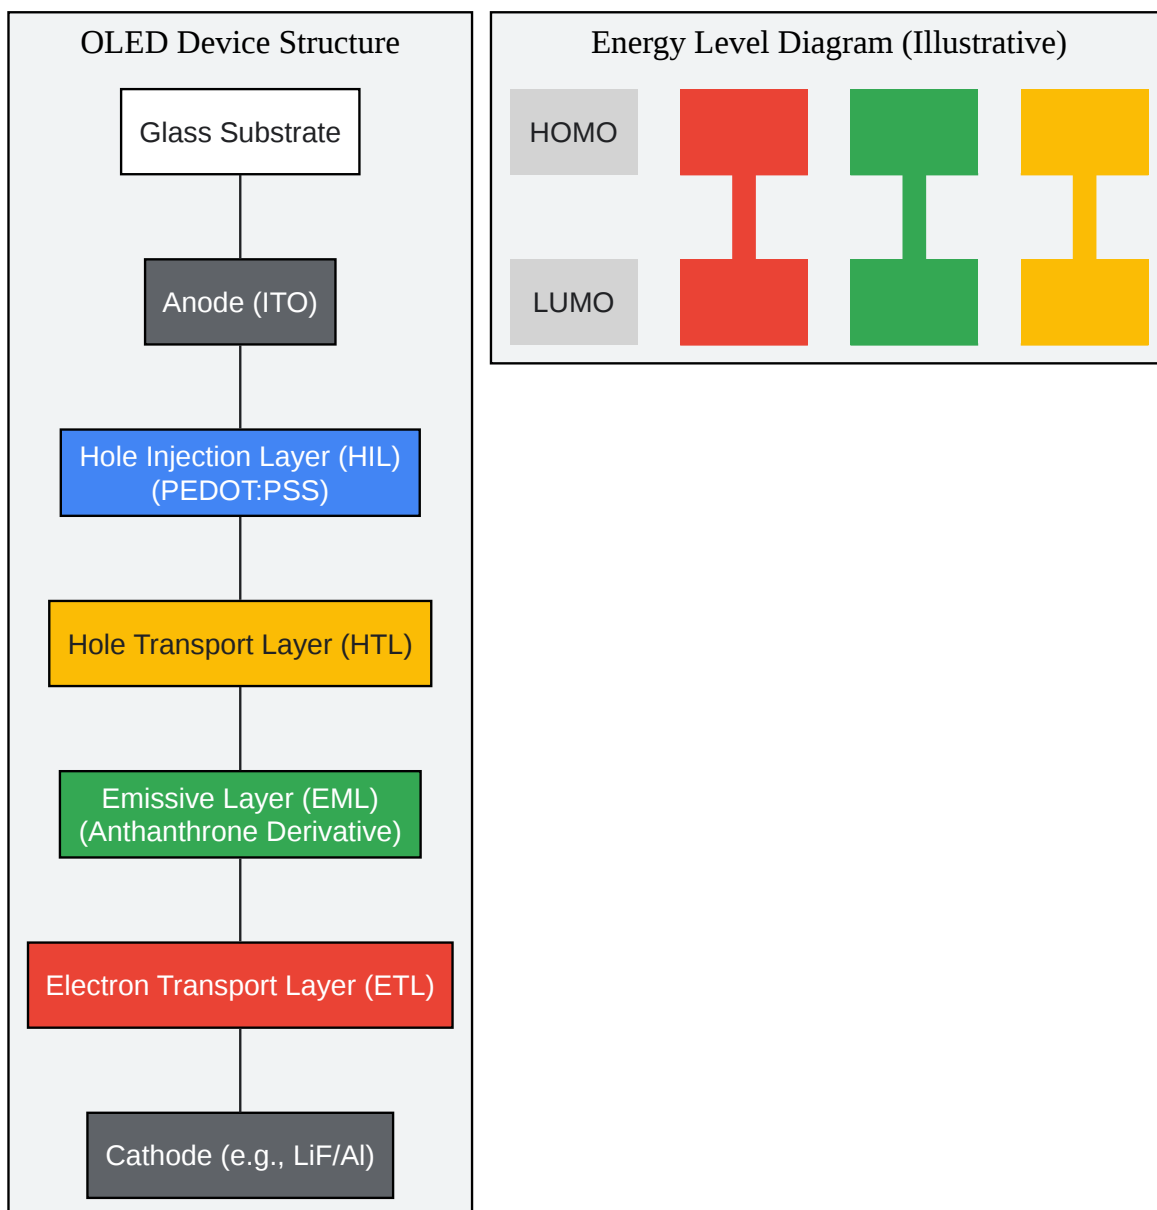 OLED Device Structure
Glass Substrate
Anode (ITO)
Hole Injection Layer (HIL)
(PEDOT:PSS)
Hole Transport Layer (HTL)
Emissive Layer (EML)
(Anthanthrone Derivative)
Electron Transport Layer (ETL)
Cathode (e.g., LiF/Al)
Energy Level Diagram (Illustrative)
HOMO
LUMO